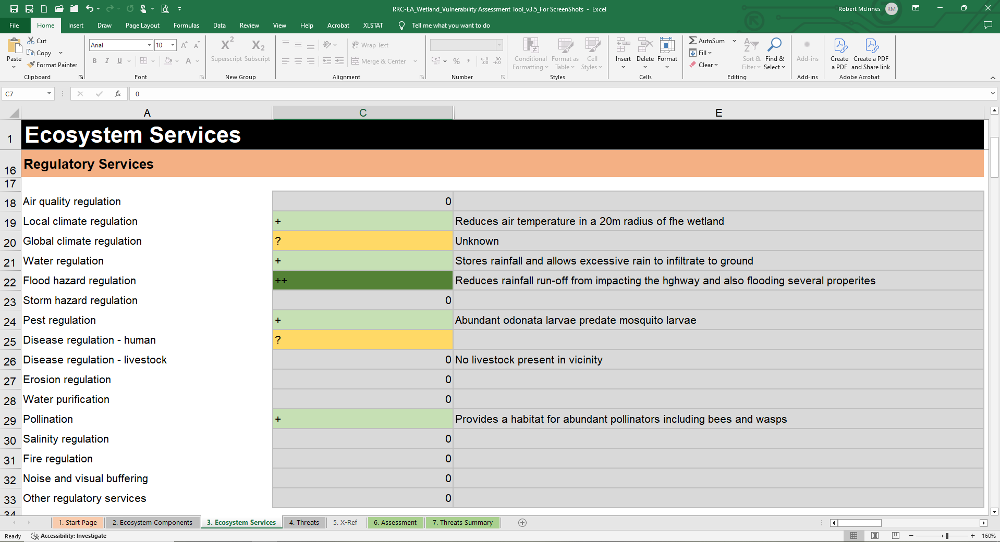 RRC-EA_Wetland_Vulnerability Assessment Tool_v3.5_For ScreenShots - Excel
Robert McInnes RM
File Home Insert Draw Page Layout Formulas Data Review View Help Acrobat XLSTAT Tell me what you want to do
Paste
Cut
Copy
Format Painter
Clipboard
Arial 10
B I U
Font
Superscript Subscript
New Group
Wrap Text
Merge & Center
Alignment
Number
Conditional Formatting
Format as Table
Cell Styles
Styles
Insert Delete Format
Cells
AutoSum
Fill
Clear
Sort & Filter
Find & Select
Editing
Add-ins
Add-ins
Create a PDF
Create a PDF and Share link
Adobe Acrobat
C7 fx 0
A C E
1 Ecosystem Services
16 Regulatory Services
17
18 Air quality regulation 0
19 Local climate regulation + Reduces air temperature in a 20m radius of fhe wetland
20 Global climate regulation ? Unknown
21 Water regulation + Stores rainfall and allows excessive rain to infiltrate to ground
22 Flood hazard regulation ++ Reduces rainfall run-off from impacting the hghway and also flooding several properites
23 Storm hazard regulation 0
24 Pest regulation + Abundant odonata larvae predate mosquito larvae
25 Disease regulation - human ?
26 Disease regulation - livestock 0 No livestock present in vicinity
27 Erosion regulation 0
28 Water purification 0
29 Pollination + Provides a habitat for abundant pollinators including bees and wasps
30 Salinity regulation 0
31 Fire regulation 0
32 Noise and visual buffering 0
33 Other regulatory services 0
34
1. Start Page 2. Ecosystem Components 3. Ecosystem Services 4. Threats 5. X-Ref 6. Assessment 7. Threats Summary
Ready Accessibility: Investigate 160%